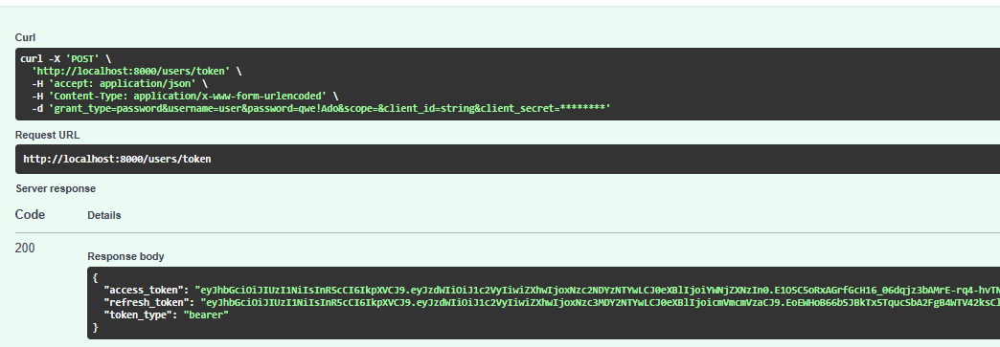 Curl
curl -X 'POST' \
'http://localhost:8000/users/token' \
-H 'accept: application/json' \
-H 'Content-Type: application/x-www-form-urlencoded' \
-d 'grant_type=password&username=user&password=qwe!Ado&scope=&client_id=string&client_secret=********'
Request URL
http://localhost:8000/users/token
Server response
Code Details
200
Response body
{
"access_token": "eyJhbGciOiJIUzI1NiIsInR5cCI6IkpXVCJ9.eyJzdWIiOiJ1c2VyIiwiZXhwIjoxNzc2NDYzNTYwLCJ0eXBlIjoiYWNjZXNzIn0.E1O5C5oRxAGrfGcH16_06dqjz3bAMrE-rq4-hvTN
"refresh_token": "eyJhbGciOiJIUzI1NiIsInR5cCI6IkpXVCJ9.eyJzdWIiOiJ1c2VyIiwiZXhwIjoxNzc3MDY2NTYwLCJ0eXBlIjoicmVmcmVzaCJ9.EoEWHoB66bSJBkTx5TqucSbA2FgB4WTV42ksCl
"token_type": "bearer"
}